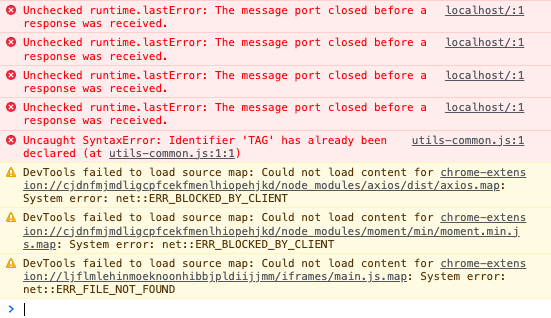 Unchecked runtime.lastError: The message port closed before a localhost/:1
response was received.
Unchecked runtime.lastError: The message port closed before a localhost/:1
response was received.
Unchecked runtime.lastError: The message port closed before a localhost/:1
response was received.
Unchecked runtime.lastError: The message port closed before a localhost/:1
response was received.
Uncaught SyntaxError: Identifier 'TAG' has already been utils-common.js:1
declared (at utils-common.js:1:1)
DevTools failed to load source map: Could not load content for chrome-extens
ion://cjdnfmjmdligcpfcekfmenlhiopehjkd/node_modules/axios/dist/axios.map:
System error: net::ERR_BLOCKED_BY_CLIENT
DevTools failed to load source map: Could not load content for chrome-extens
ion://cjdnfmjmdligcpfcekfmenlhiopehjkd/node_modules/moment/min/moment.min.j
s.map: System error: net::ERR_BLOCKED_BY_CLIENT
DevTools failed to load source map: Could not load content for chrome-extens
ion://ljflmlehinmoeknoonhibbjpldiijjmm/iframes/main.js.map: System error:
net::ERR_FILE_NOT_FOUND